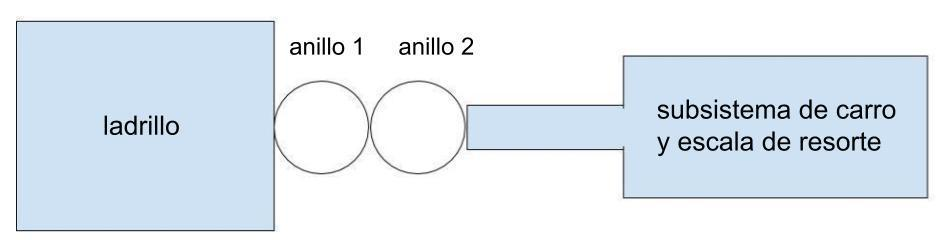 anillo 1
anillo 2
ladrillo
subsistema de carro
y escala de resorte